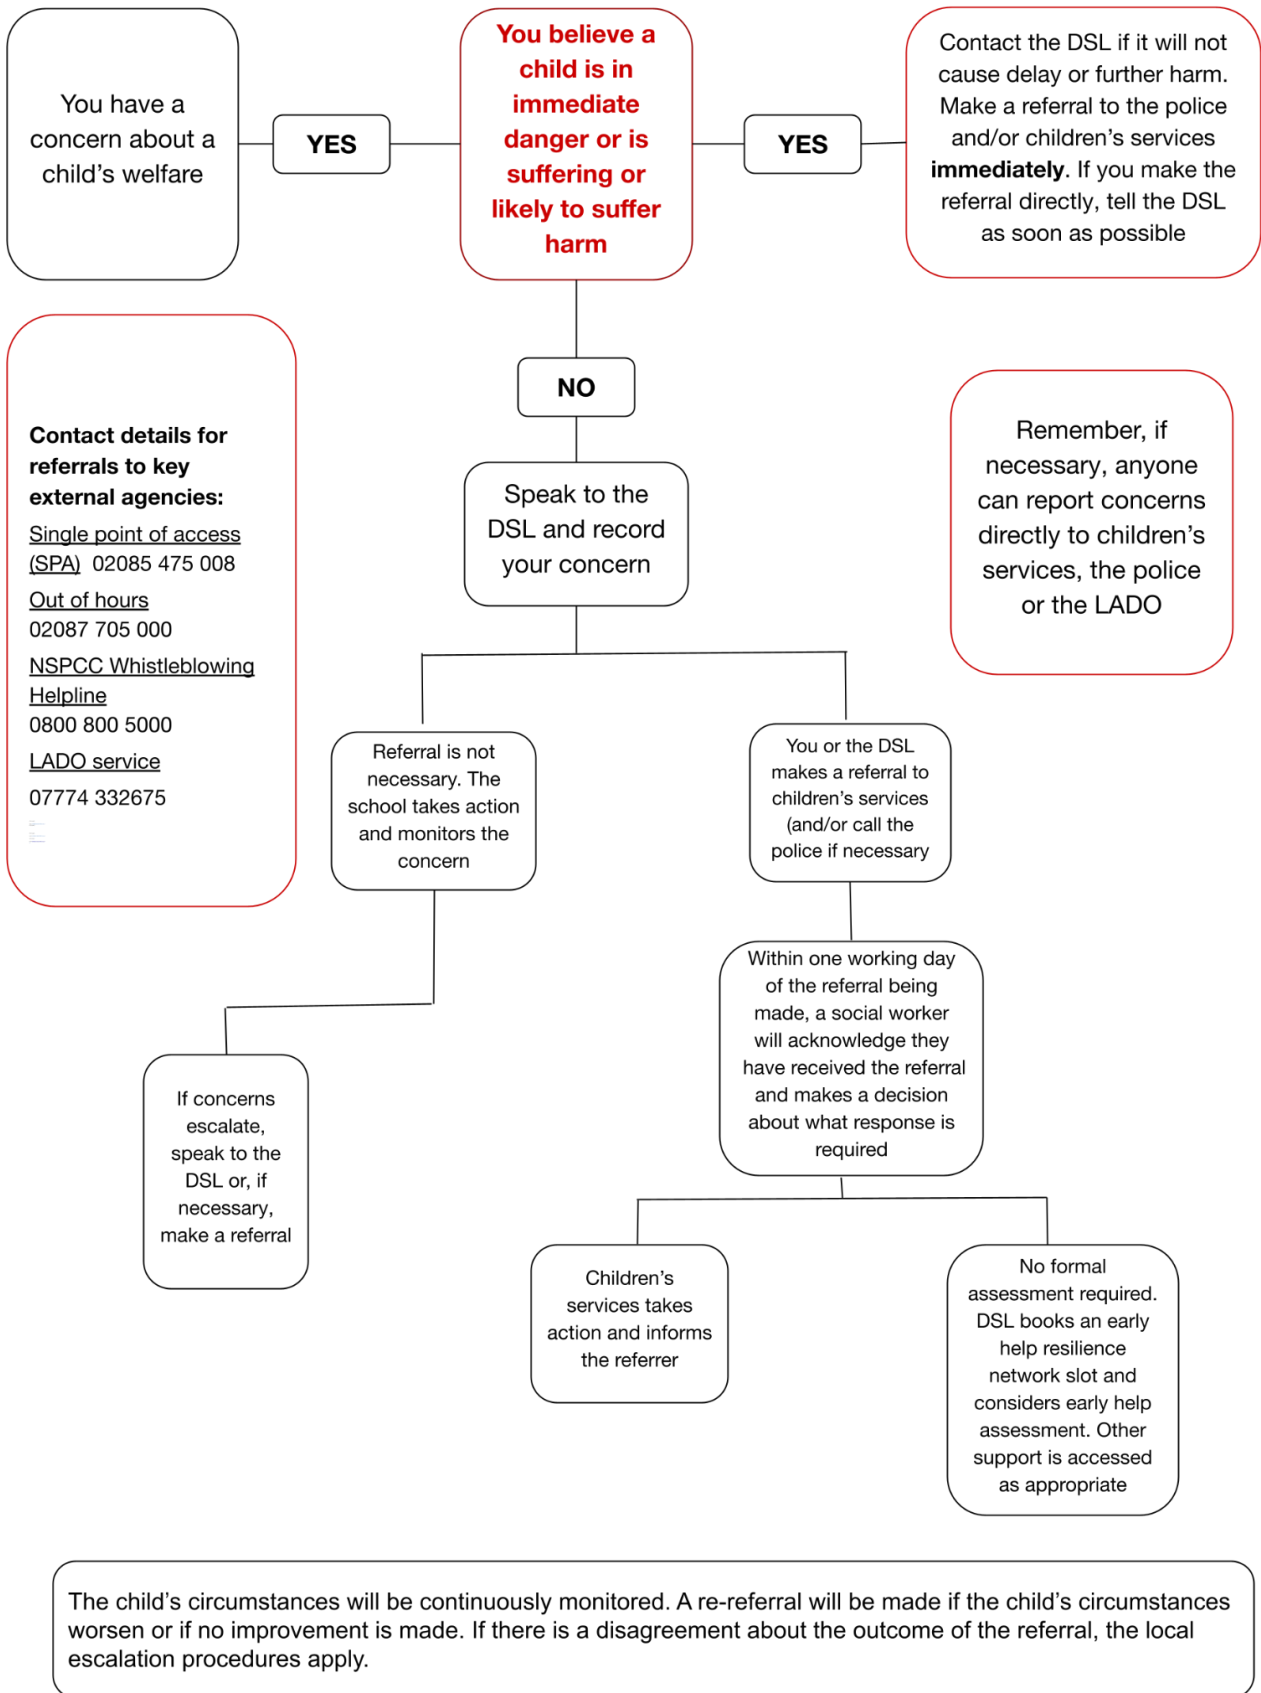 You have a
concern about a
child's welfare
YES
You believe a
child is in
immediate
danger or is
suffering or
likely to suffer
harm
YES
Contact the DSL if it will not
cause delay or further harm.
Make a referral to the police
and/or children's services
immediately. If you make the
referral directly, tell the DSL
as soon as possible
NO
Contact details for
referrals to key
external agencies:
Single point of access
(SPA) 02085 475 008
Out of hours
02087 705 000
NSPCC Whistleblowing
Helpline
0800 800 5000
LADO service
07774 332675
Speak to the
DSL and record
your concern
Remember, if
necessary, anyone
can report concerns
directly to children's
services, the police
or the LADO
Referral is not
necessary. The
school takes action
and monitors the
concern
You or the DSL
makes a referral to
children's services
(and/or call the
police if necessary
Within one working day
of the referral being
made, a social worker
will acknowledge they
have received the referral
and makes a decision
about what response is
required
If concerns
escalate,
speak to the
DSL or, if
necessary,
make a referral
Children's
services takes
action and informs
the referrer
No formal
assessment required.
DSL books an early
help resilience
network slot and
considers early help
assessment. Other
support is accessed
as appropriate
The child's circumstances will be continuously monitored. A re-referral will be made if the child's circumstances
worsen or if no improvement is made. If there is a disagreement about the outcome of the referral, the local
escalation procedures apply.